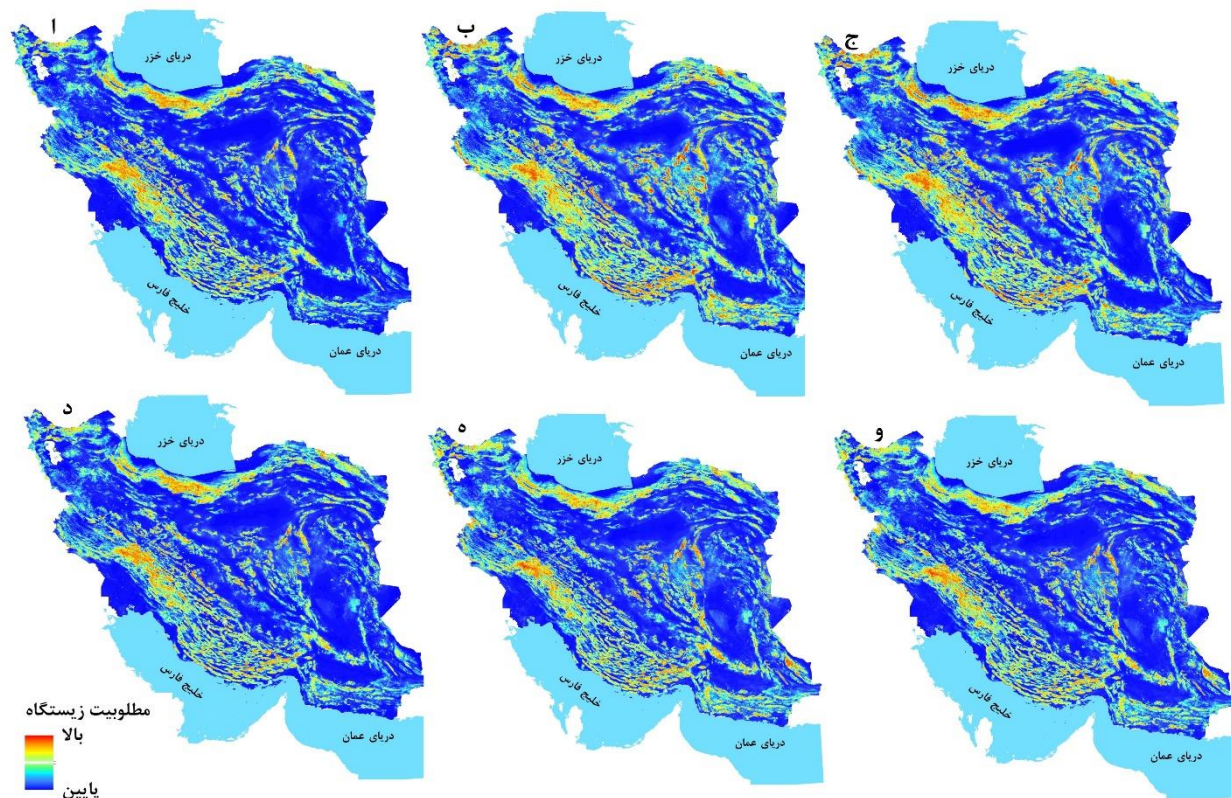 ا
دریای خزر
خلیج فارس
دریای عمان
ب
دریای خزر
خلیج فارس
دریای عمان
ج
دریای خزر
خلیج فارس
دریای عمان
د
دریای خزر
خلیج فارس
دریای عمان
ه
دریای خزر
خلیج فارس
دریای عمان
و
دریای خزر
خلیج فارس
دریای عمان
مطلوبیت زیستگاه
بالا
پایین